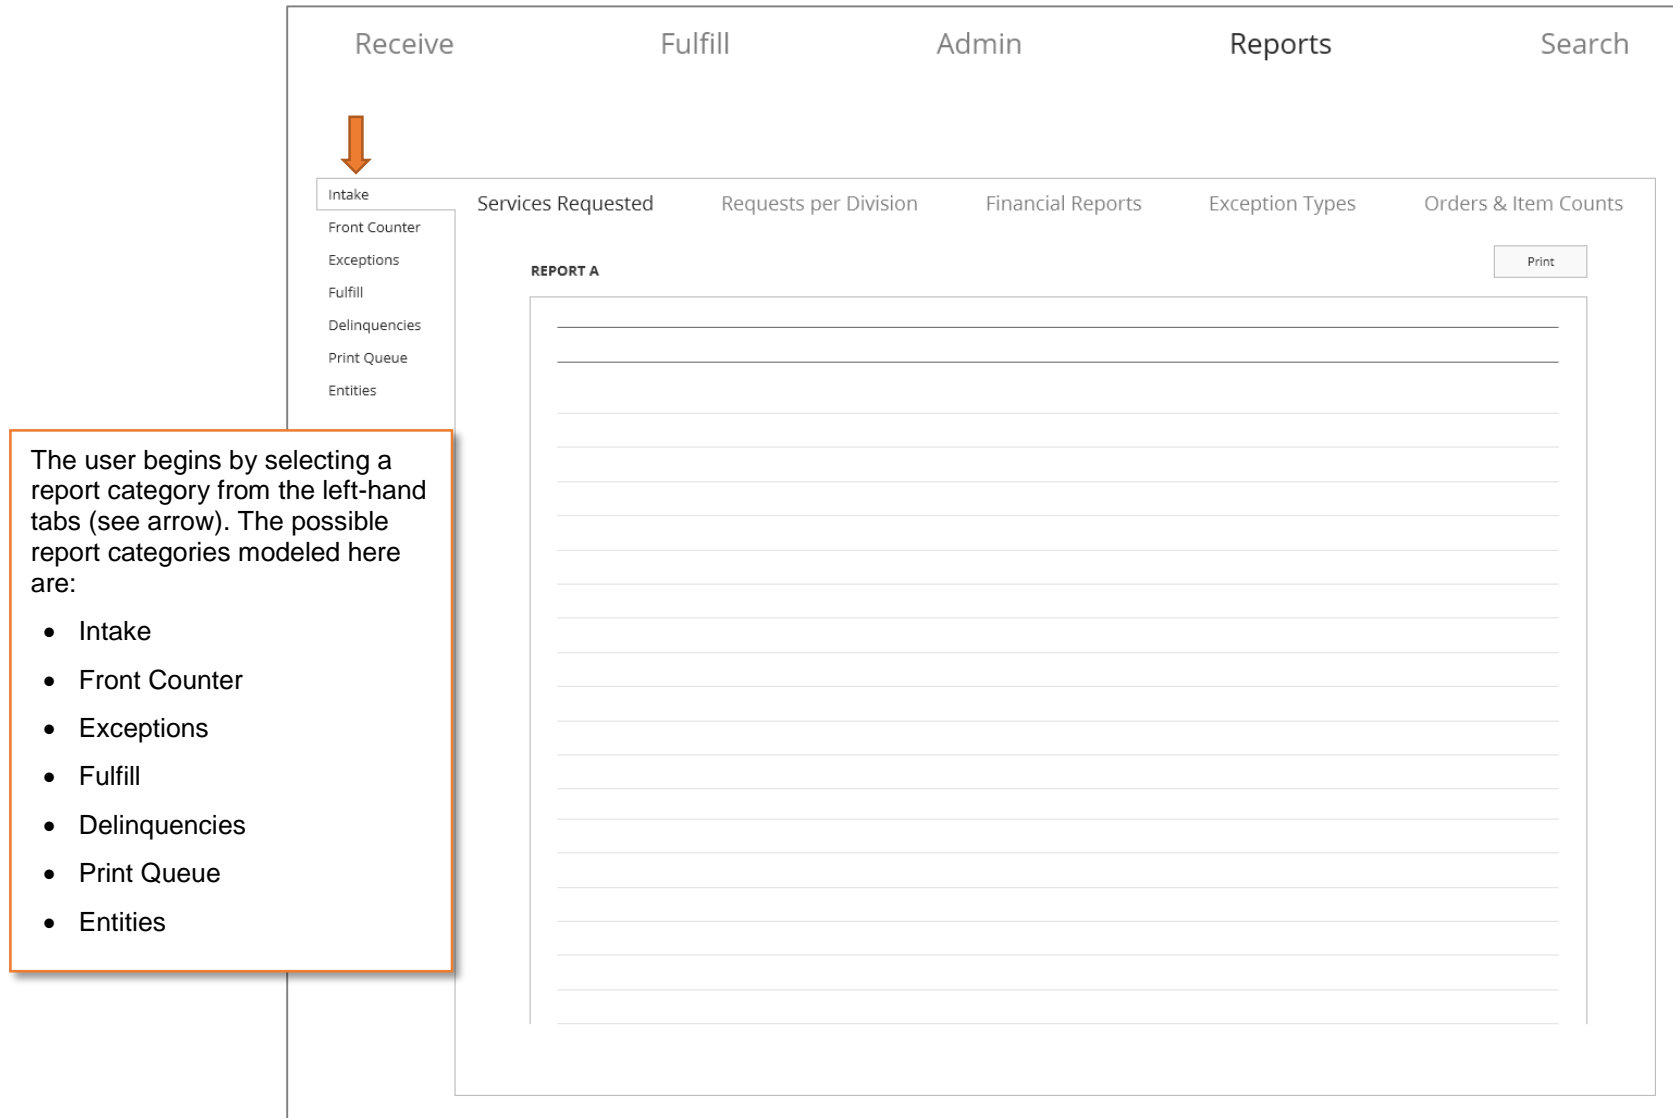 Receive Fulfill Admin Reports Search
Intake
Front Counter
Exceptions
Fulfill
Delinquencies
Print Queue
Entities
Services Requested Requests per Division Financial Reports Exception Types Orders & Item Counts
REPORT A
Print
The user begins by selecting a
report category from the left-hand
tabs (see arrow). The possible
report categories modeled here
are:
• Intake
• Front Counter
• Exceptions
• Fulfill
• Delinquencies
• Print Queue
• Entities